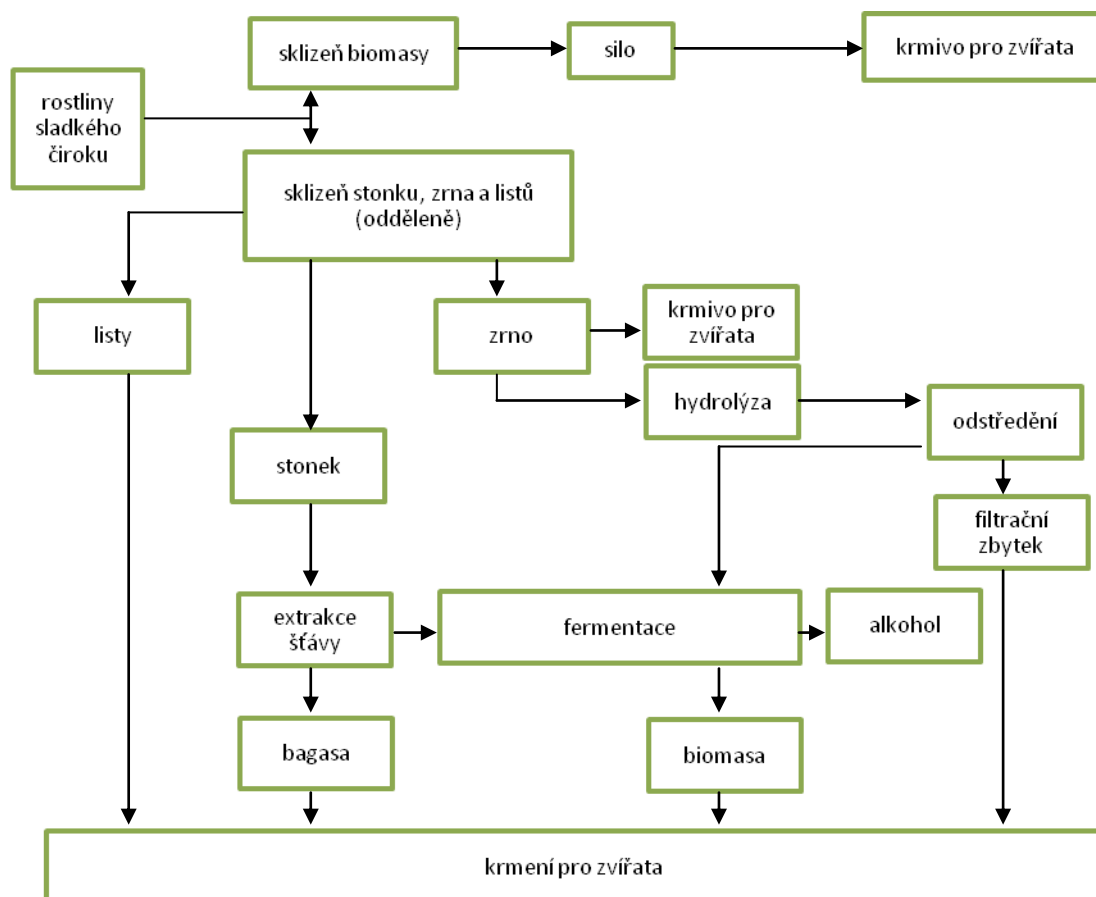 sklizeň biomasy
silo
krmivo pro zvířata
rostliny
sladkého
čiroku
sklizeň stonku, zrna a listů
(odděleně)
listy
zrno
krmivo pro
zvířata
hydrolýza
odstředění
stonek
filtrační
zbytek
extrakce
šťávy
fermentace
alkohol
bagasa
biomasa
krmení pro zvířata